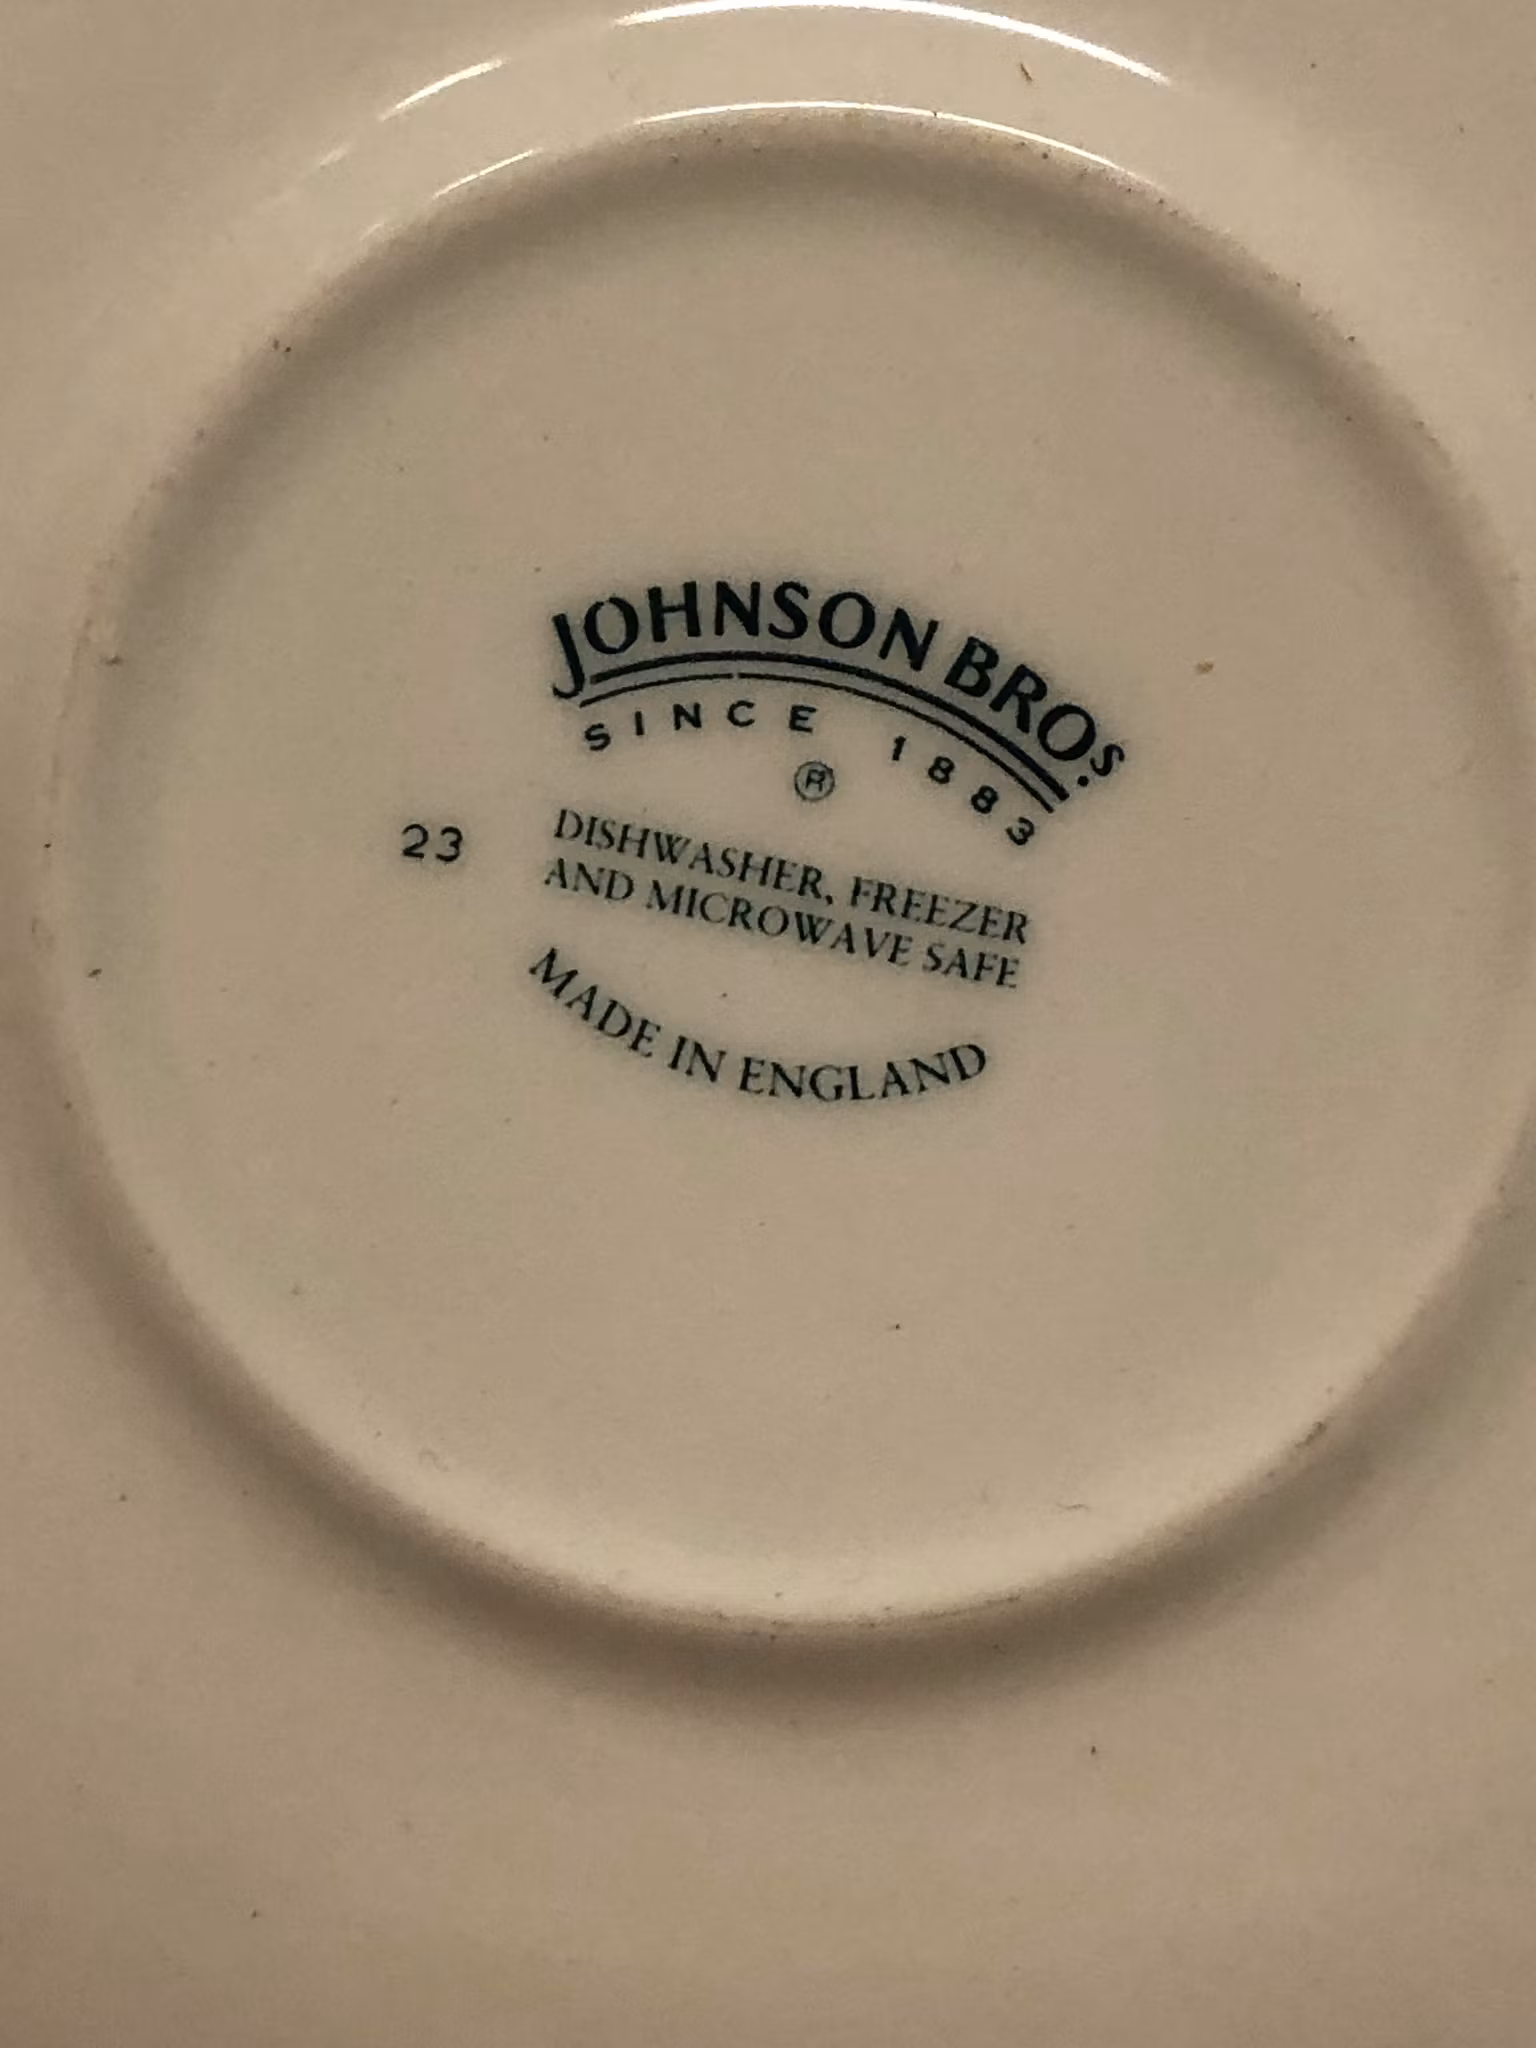 JOHNSON BROS.
SINCE 1883
®
23
DISHWASHER, FREEZER
AND MICROWAVE SAFE
MADE IN ENGLAND